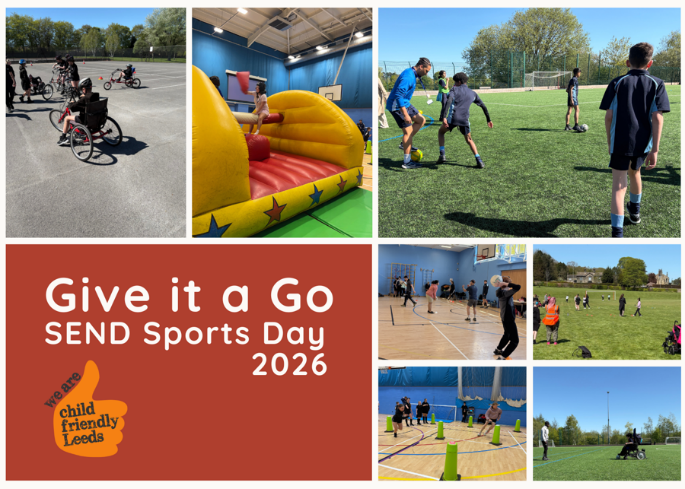 Give it a Go
SEND Sports Day
2026
we are
child
friendly
Leeds